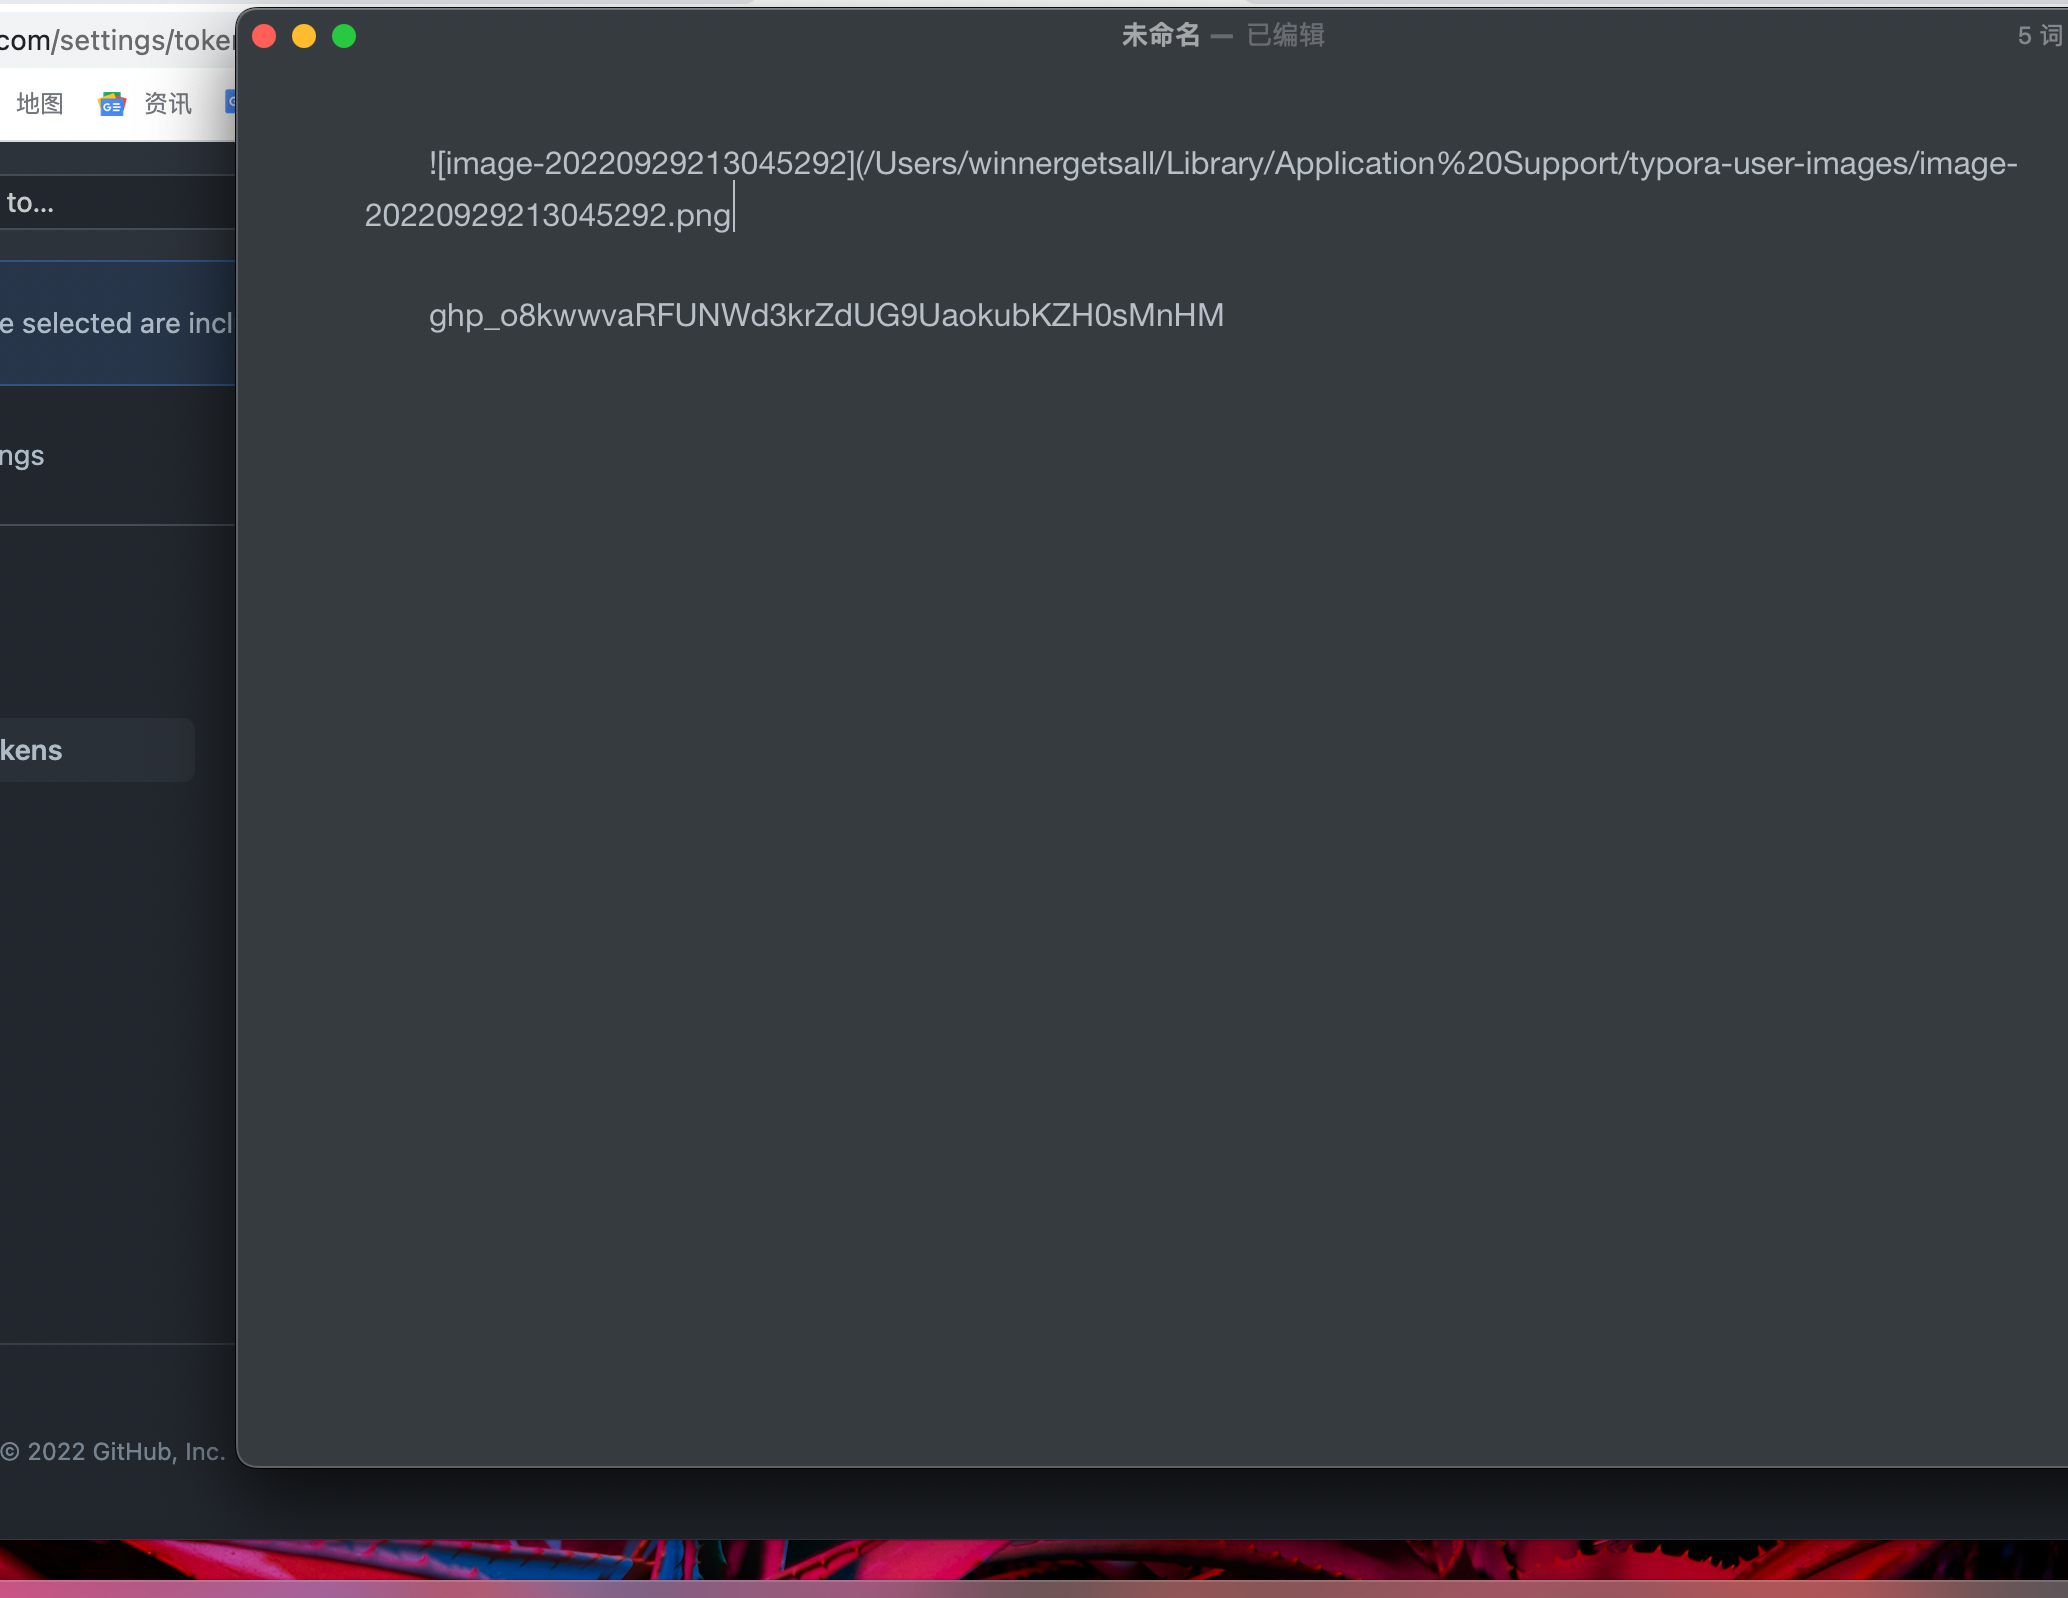 com/settings/token
未命名 — 已编辑
5 词
地图
资讯
![image-20220929213045292](/Users/winnergetsall/Library/Application%20Support/typora-user-images/image-
20220929213045292.png
to...
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
e selected are incl
ngs
kens
© 2022 GitHub, Inc.